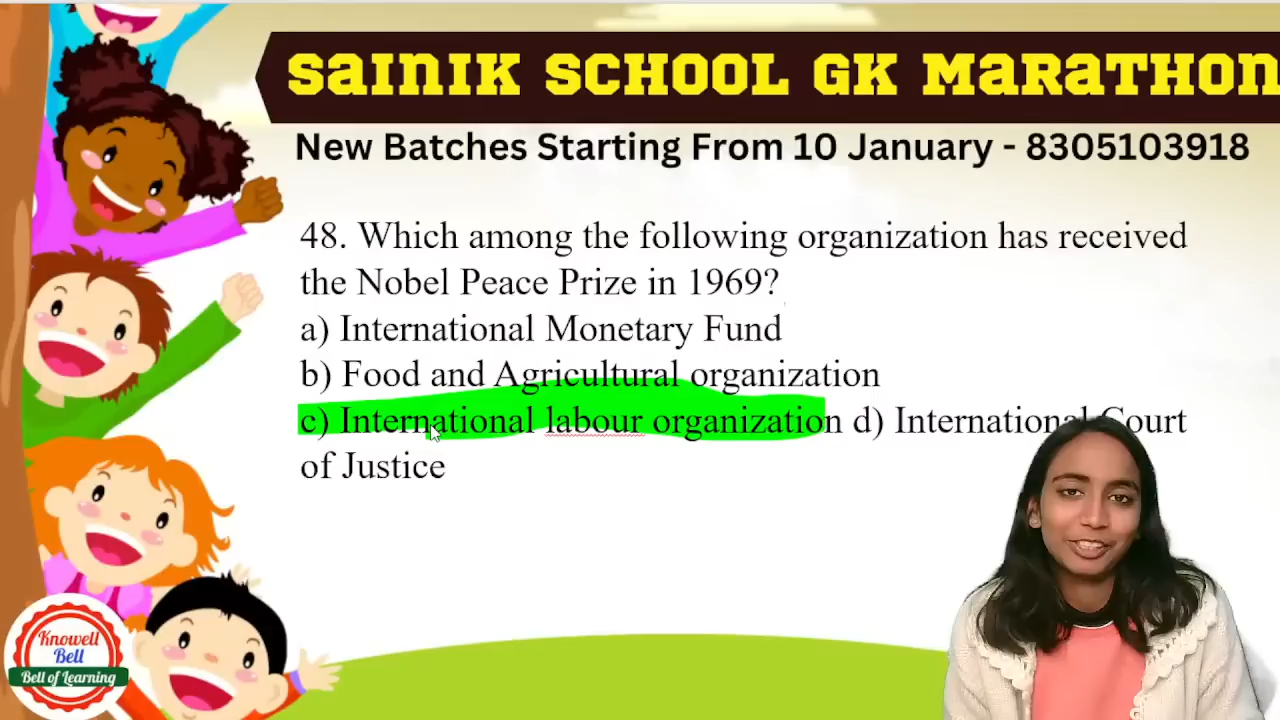 SAINIK SCHOOL GK MARATHON
New Batches Starting From 10 January - 8305103918
48. Which among the following organization has received
the Nobel Peace Prize in 1969?
a) International Monetary Fund
b) Food and Agricultural organization
c) International labour organization d) International Court
of Justice
Knowell
Bell
Bell of Learning